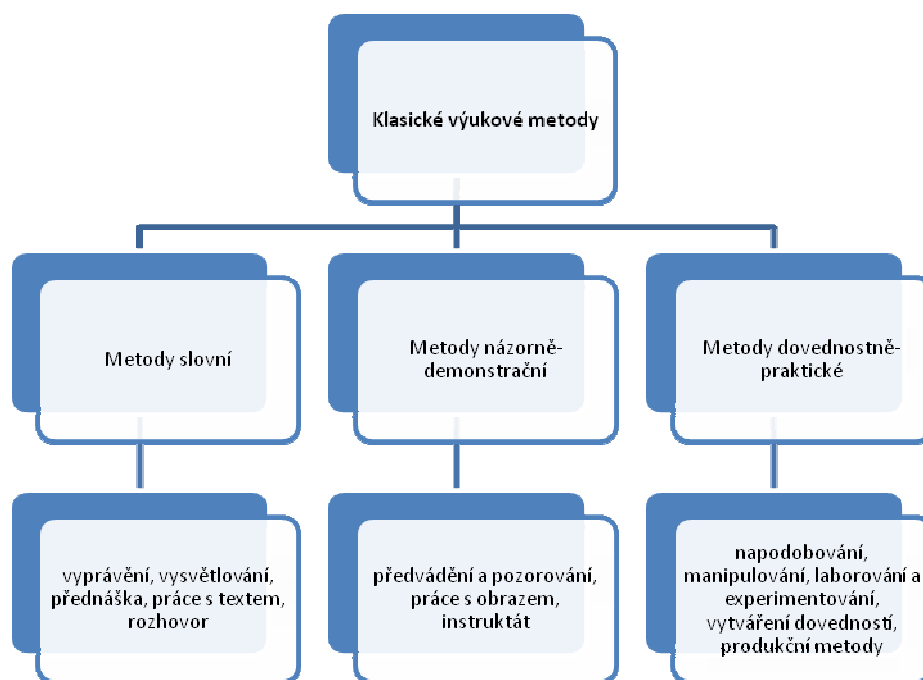 Klasické výukové metody
Metody slovní
Metody názorně-
demonstrační
Metody dovednostně-
praktické
vyprávění, vysvětlování,
přednáška, práce s textem,
rozhovor
předvádění a pozorování,
práce s obrazem,
instruktát
napodobování,
manipulování, laborování a
experimentování,
vytváření dovedností,
produkční metody